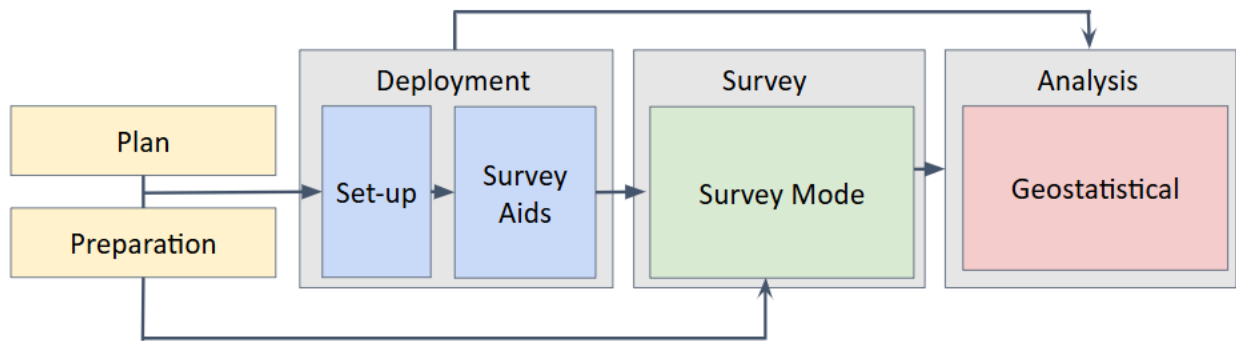 Plan
Preparation
Deployment
Set-up
Survey
Aids
Survey
Survey Mode
Analysis
Geostatistical